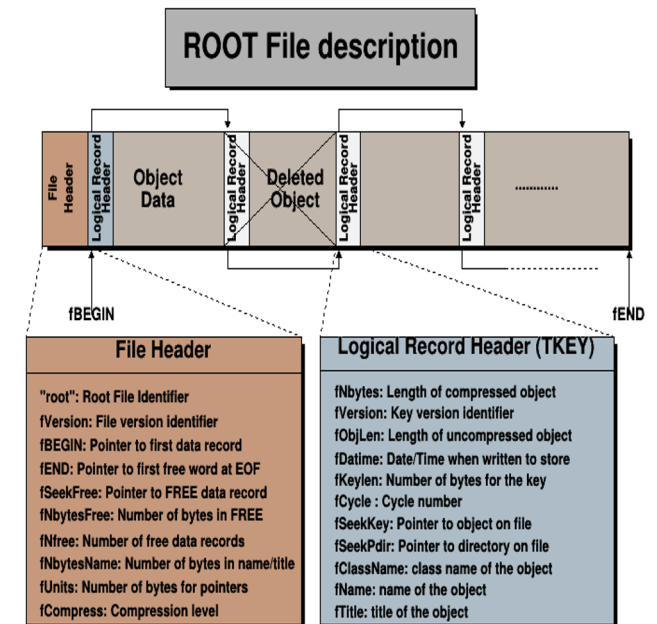 ROOT File description
File
Header
Logical Record
Header
Object
Data
Logical Record
Header
Deleted
Object
Logical Record
Header
Logical Record
Header
............
fBEGIN
fEND
File Header
"root": Root File Identifier
fVersion: File version identifier
fBEGIN: Pointer to first data record
fEND: Pointer to first free word at EOF
fSeekFree: Pointer to FREE data record
fNbytesFree: Number of bytes in FREE
fNfree: Number of free data records
fNbytesName: Number of bytes in name/title
fUnits: Number of bytes for pointers
fCompress: Compression level
Logical Record Header (TKEY)
fNbytes: Length of compressed object
fVersion: Key version identifier
fObjLen: Length of uncompressed object
fDatime: Date/Time when written to store
fKeylen: Number of bytes for the key
fCycle : Cycle number
fSeekKey: Pointer to object on file
fSeekPdir: Pointer to directory on file
fClassName: class name of the object
fName: name of the object
fTitle: title of the object